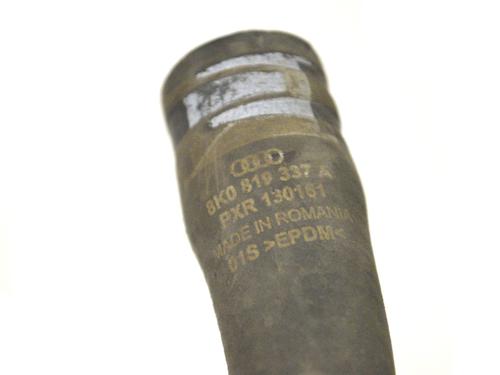 8K0 819 337 A
PXR 130161
MADE IN ROMANIA
01S >EPDM<